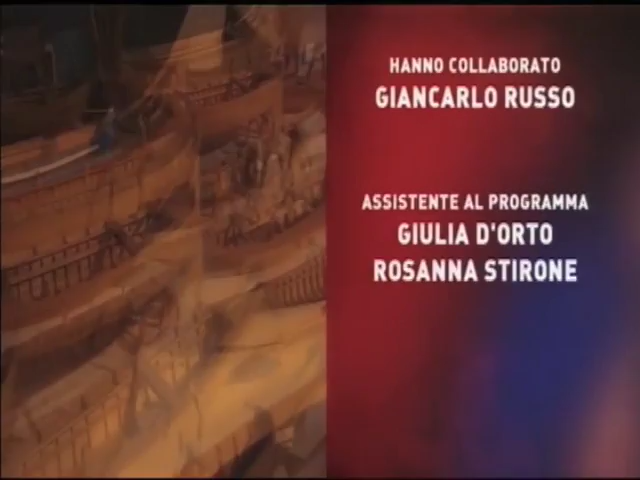 HANNO COLLABORATO
GIANCARLO RUSSO
ASSISTENTE AL PROGRAMMA
GIULIA D'ORTO
ROSANNA STIRONE